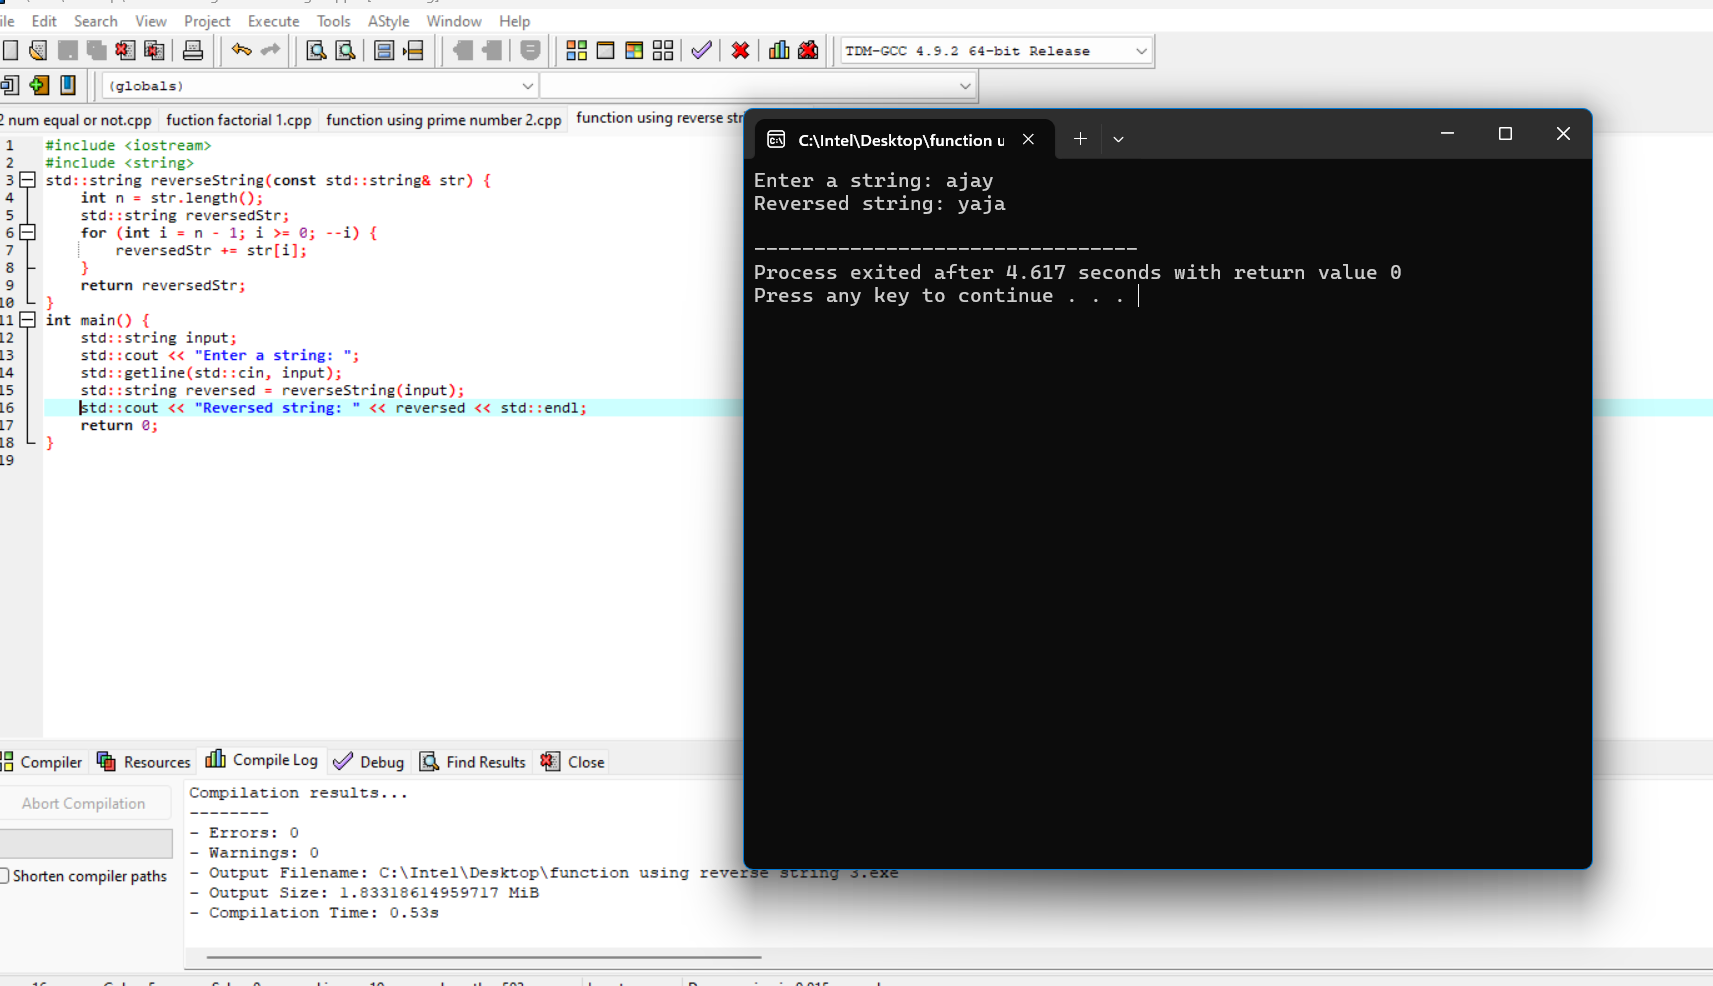 Edit Search View Project Execute Tools AStyle Window Help
TDM-GCC 4.9.2 64-bit Release
(globals)
2 num equal or not.cpp fuction factorial 1.cpp function using prime number 2.cpp function using reverse str
1 #include <iostream>
2 #include <string>
3 std::string reverseString(const std::string& str) {
4 int n = str.length();
5 std::string reversedStr;
6 for (int i = n - 1; i >= 0; --i) {
7 reversedStr += str[i];
8 }
9 return reversedStr;
10 }
11 int main() {
12 std::string input;
13 std::cout << "Enter a string: ";
14 std::getline(std::cin, input);
15 std::string reversed = reverseString(input);
16 std::cout << "Reversed string: " << reversed << std::endl;
17 return 0;
18 }
19
C:\Intel\Desktop\function u
Enter a string: ajay
Reversed string: yaja
--------------------------------
Process exited after 4.617 seconds with return value 0
Press any key to continue . . .
Compiler Resources Compile Log Debug Find Results Close
Abort Compilation
Shorten compiler paths
Compilation results...
--------
- Errors: 0
- Warnings: 0
- Output Filename: C:\Intel\Desktop\function using reverse string 3.exe
- Output Size: 1.83318614959717 MiB
- Compilation Time: 0.53s